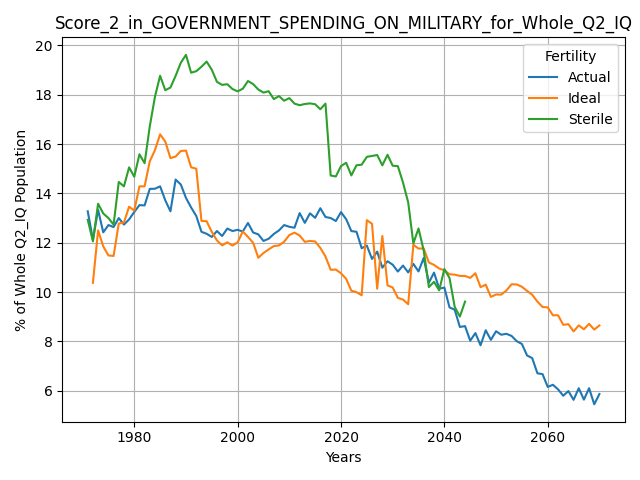 Score_2_in_GOVERNMENT_SPENDING_ON_MILITARY_for_Whole_Q2_IQ
Fertility
Actual
Ideal
Sterile
% of Whole Q2_IQ Population
20
18
16
14
12
10
8
6
1980
2000
2020
2040
2060
Years